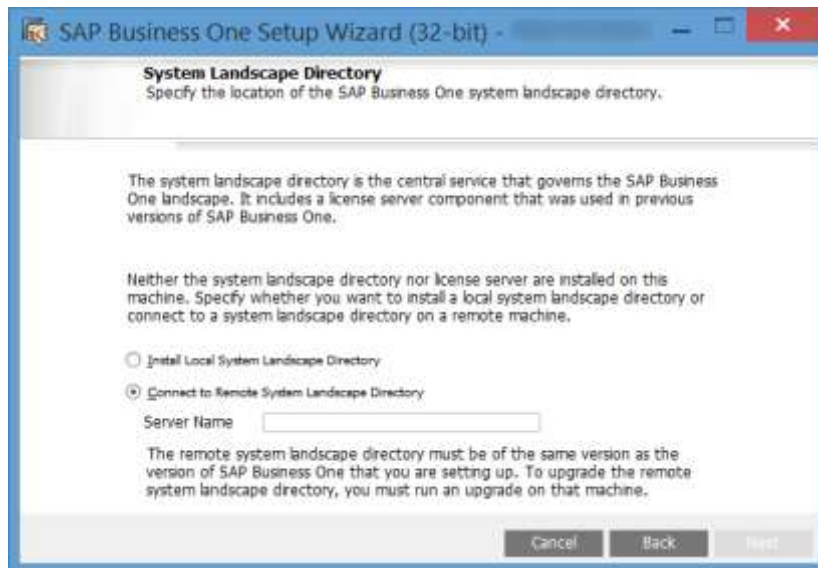 SAP Business One Setup Wizard (32-bit) -
System Landscape Directory
Specify the location of the SAP Business One system landscape directory.
The system landscape directory is the central service that governs the SAP Business
One landscape. It includes a license server component that was used in previous
versions of SAP Business One.
Neither the system landscape directory nor license server are installed on this
machine. Specify whether you want to install a local system landscape directory or
connect to a system landscape directory on a remote machine.
Install Local System Landscape Directory
Connect to Remote System Landscape Directory
Server Name
The remote system landscape directory must be of the same version as the
version of SAP Business One that you are setting up. To upgrade the remote
system landscape directory, you must run an upgrade on that machine.
Cancel Back Next